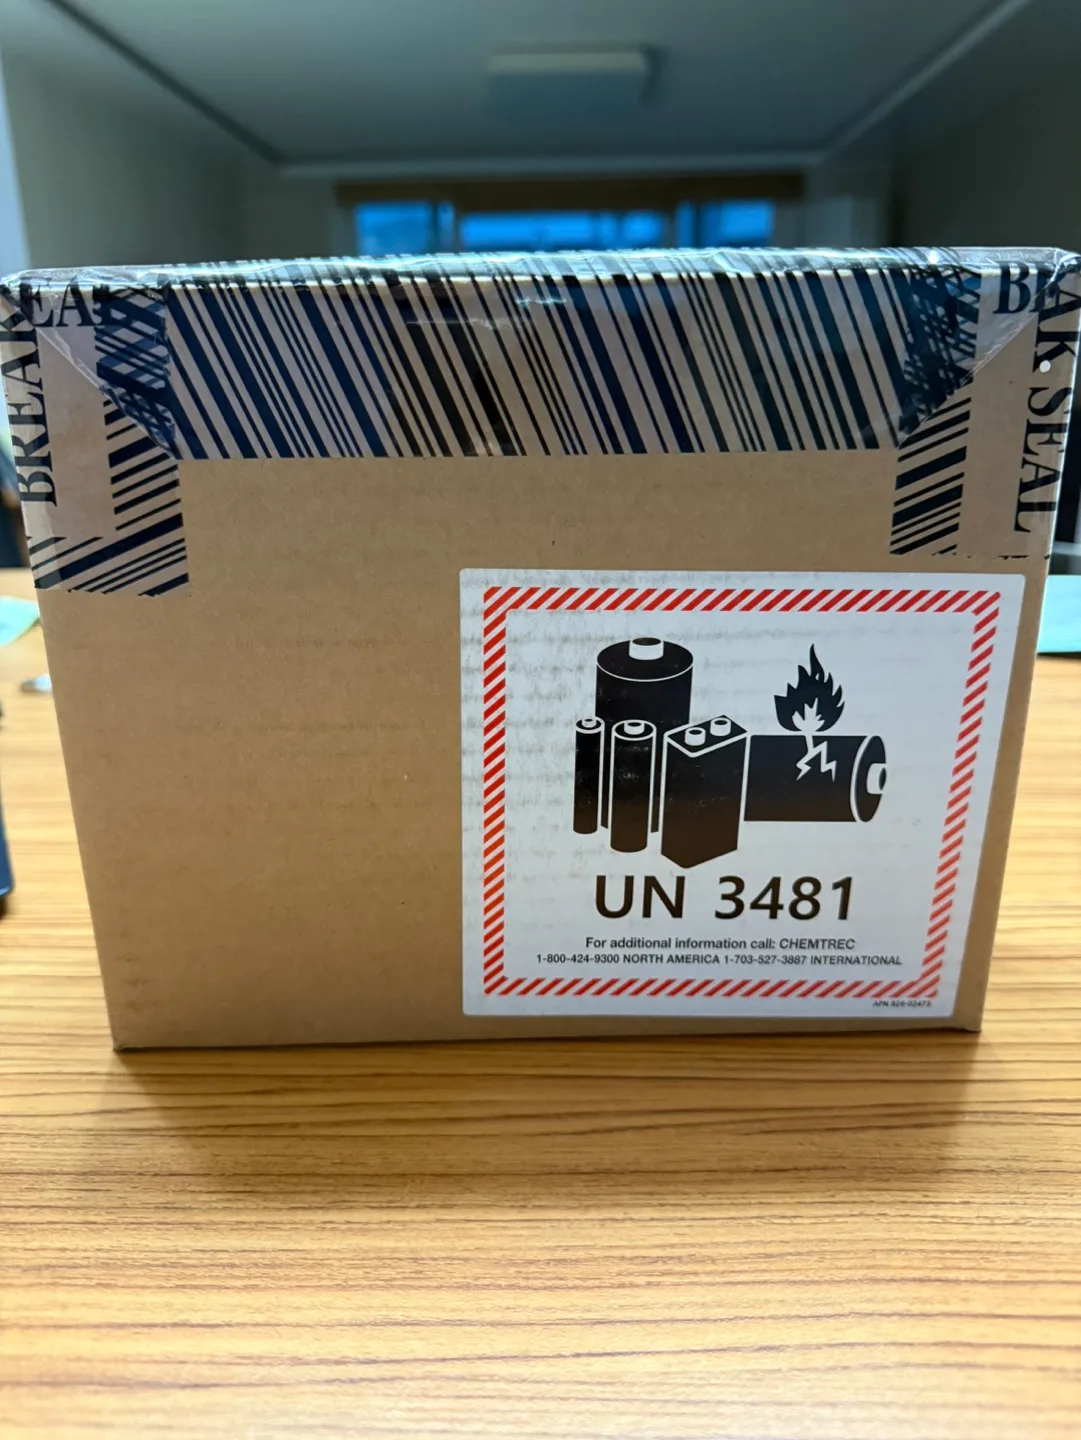 BREAK
BREAK SEAL
UN 3481
For additional information call: CHEMTREC
1-800-424-9300 NORTH AMERICA 1-703-527-3887 INTERNATIONAL